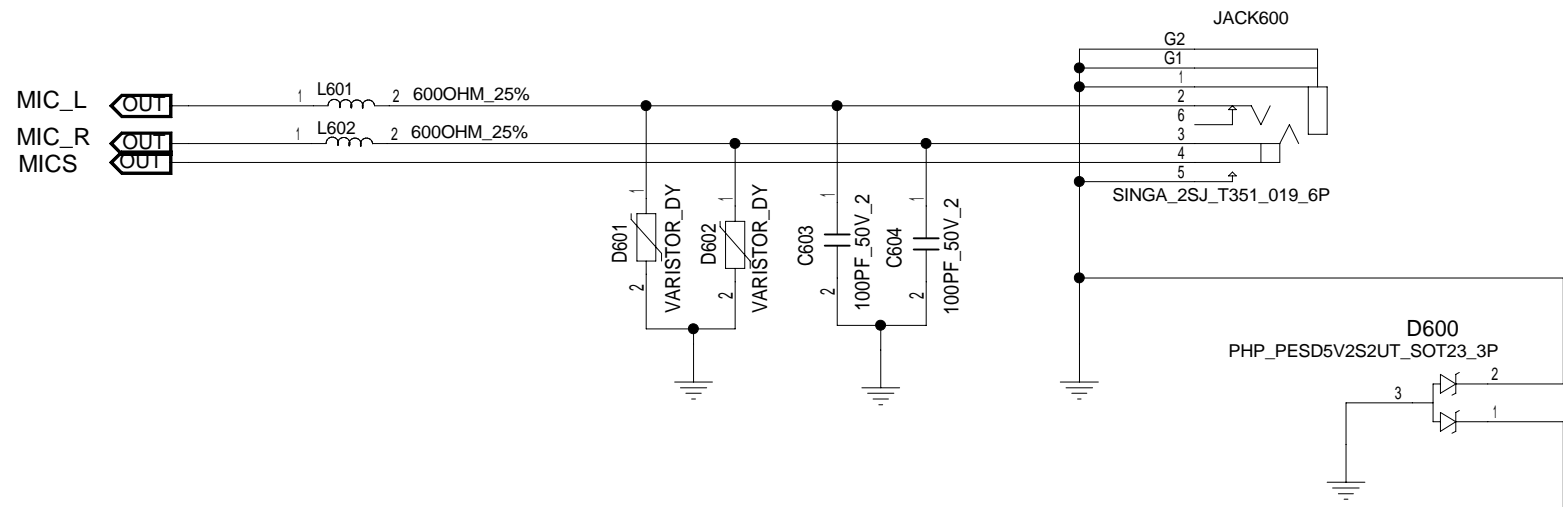 JACK600
G2
G1
1
MIC_L OUT 1 L601 2 600OHM_25% 2
6
MIC_R OUT 1 L602 2 600OHM_25% 3
MICS OUT 4
5
SINGA_2SJ_T351_019_6P
1 D601 2 VARISTOR_DY
1 D602 2 VARISTOR_DY
1 C603 2 100PF_50V_2
1 C604 2 100PF_50V_2
D600
PHP_PESD5V2S2UT_SOT23_3P
2
3
1